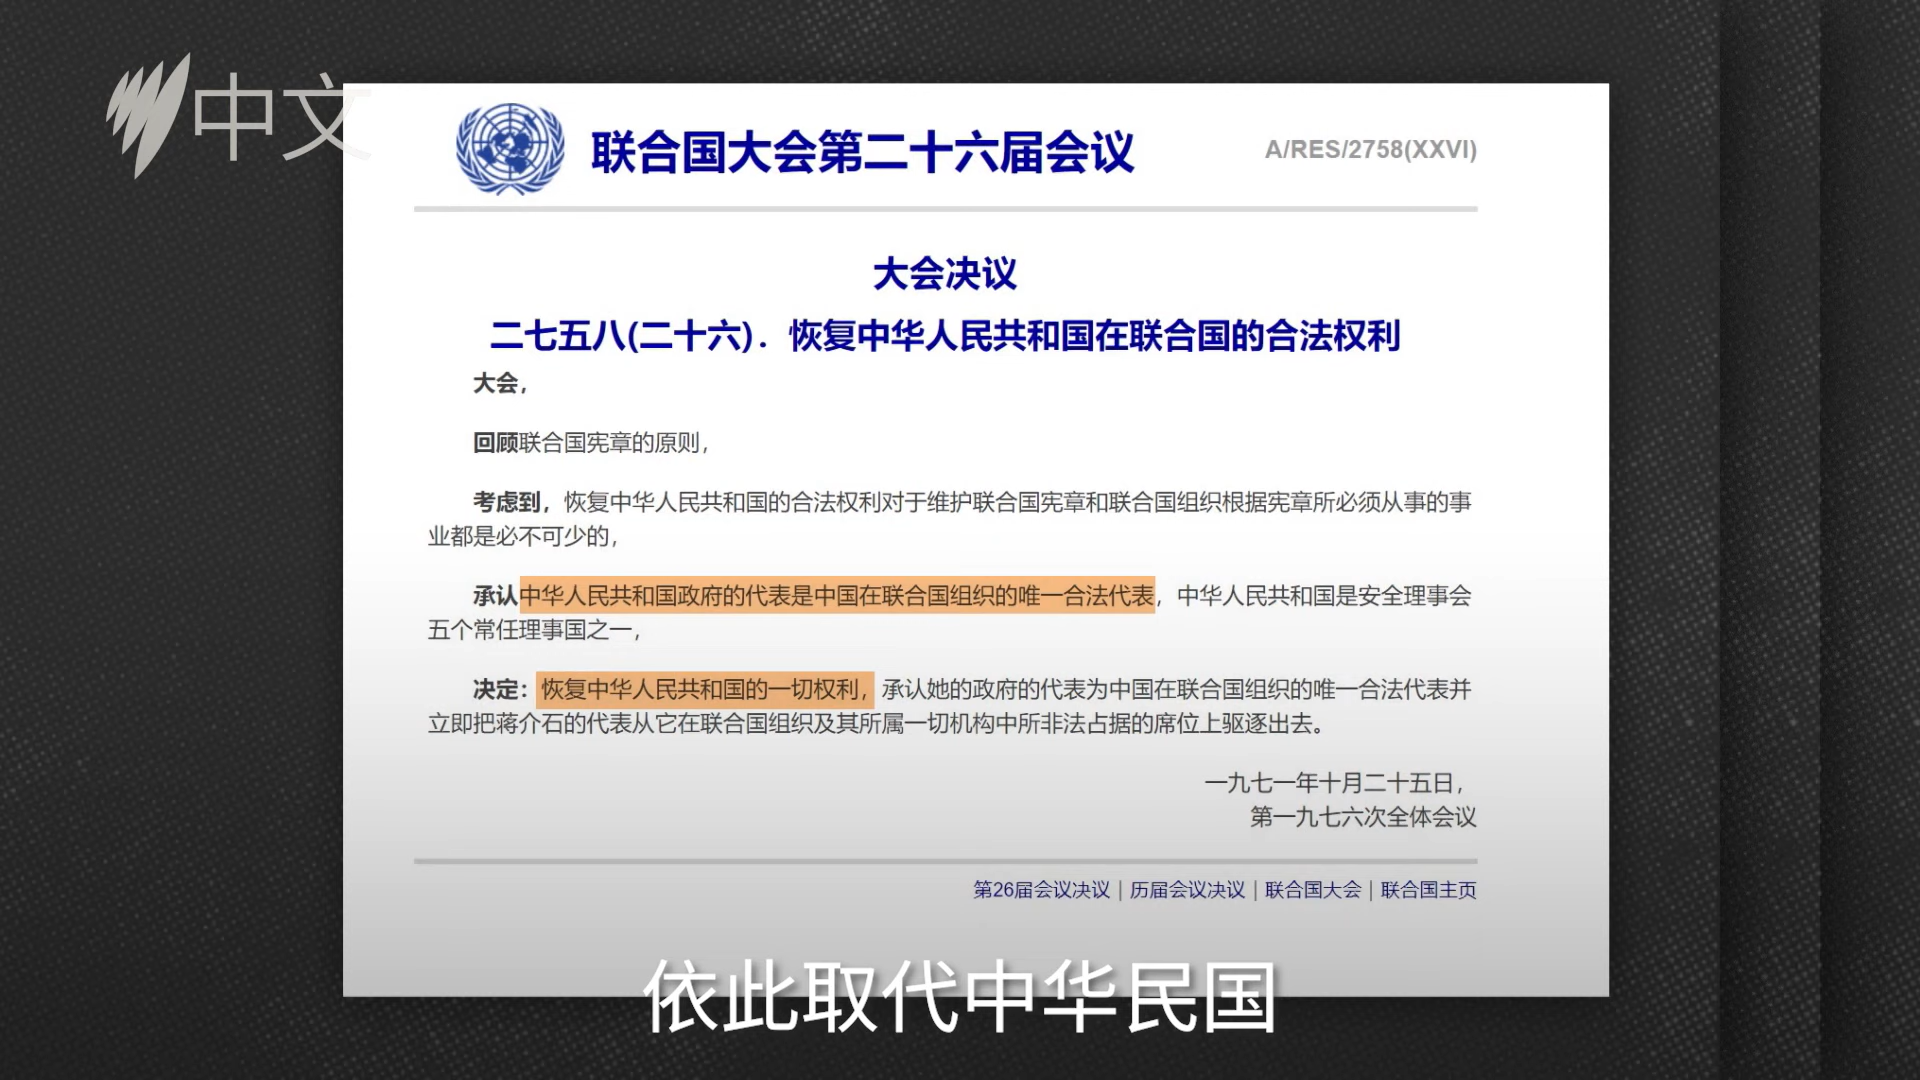 中文
联合国大会第二十六届会议
A/RES/2758(XXVI)
大会决议
二七五八(二十六)．恢复中华人民共和国在联合国的合法权利
大会，
回顾联合国宪章的原则，
考虑到，恢复中华人民共和国的合法权利对于维护联合国宪章和联合国组织根据宪章所必须从事的事
业都是必不可少的，
承认中华人民共和国政府的代表是中国在联合国组织的唯一合法代表，中华人民共和国是安全理事会
五个常任理事国之一，
决定：恢复中华人民共和国的一切权利，承认她的政府的代表为中国在联合国组织的唯一合法代表并
立即把蒋介石的代表从它在联合国组织及其所属一切机构中所非法占据的席位上驱逐出去。
一九七一年十月二十五日，
第一九七六次全体会议
第26届会议决议 | 历届会议决议 | 联合国大会 | 联合国主页
依此取代中华民国